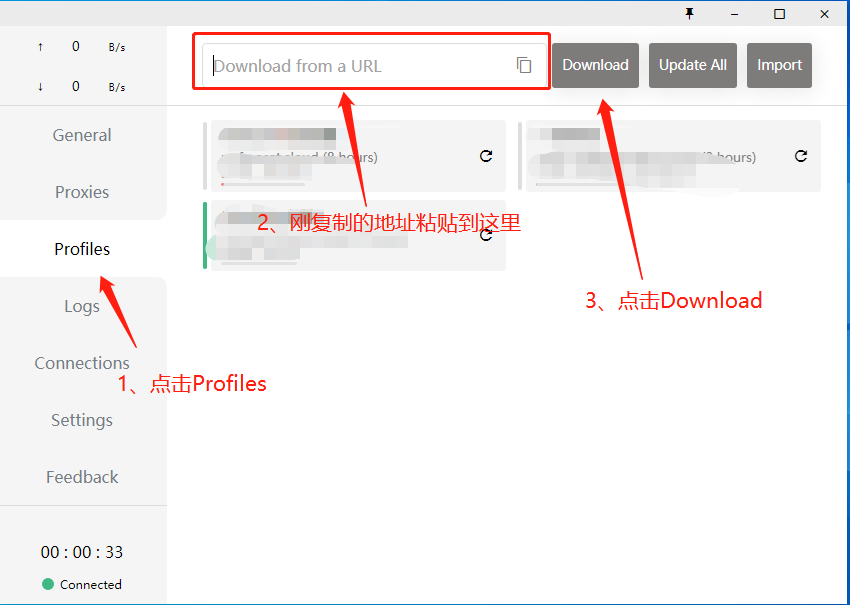 ↑ 0 B/s
↓ 0 B/s
General
Proxies
Profiles
Logs
Connections
Settings
Feedback
00 : 00 : 33
Connected
Download from a URL
Download
Update All
Import
cloud (8 hours)
hours)
1、点击Profiles
2、刚复制的地址粘贴到这里
3、点击Download